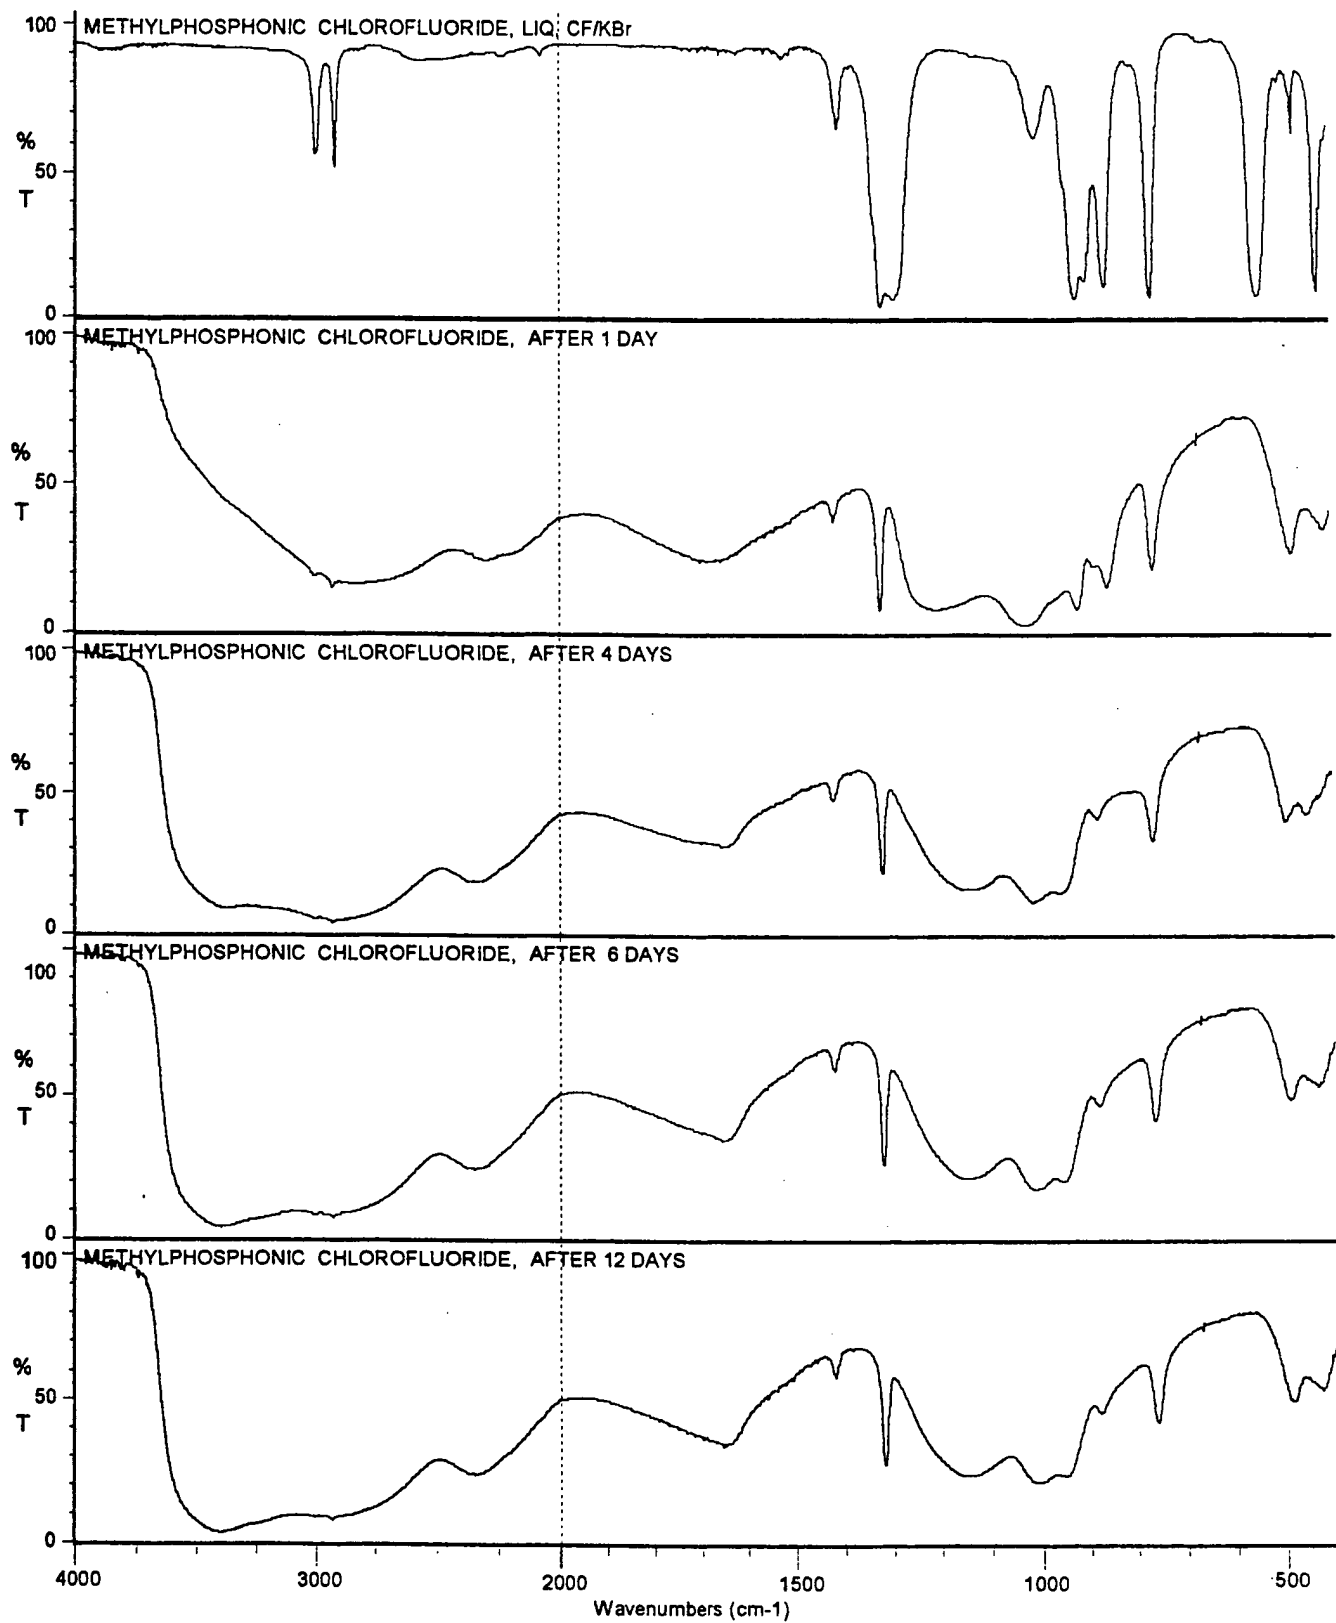 METHYLPHOSPHONIC CHLOROFLUORIDE, LIQ, CF/KBr
100
%
50
T
0
METHYLPHOSPHONIC CHLOROFLUORIDE, AFTER 1 DAY
100
%
50
T
0
METHYLPHOSPHONIC CHLOROFLUORIDE, AFTER 4 DAYS
100
%
50
T
0
METHYLPHOSPHONIC CHLOROFLUORIDE, AFTER 6 DAYS
100
%
50
T
0
METHYLPHOSPHONIC CHLOROFLUORIDE, AFTER 12 DAYS
100
%
50
T
0
4000 3000 2000 1500 1000 500
Wavenumbers (cm-1)